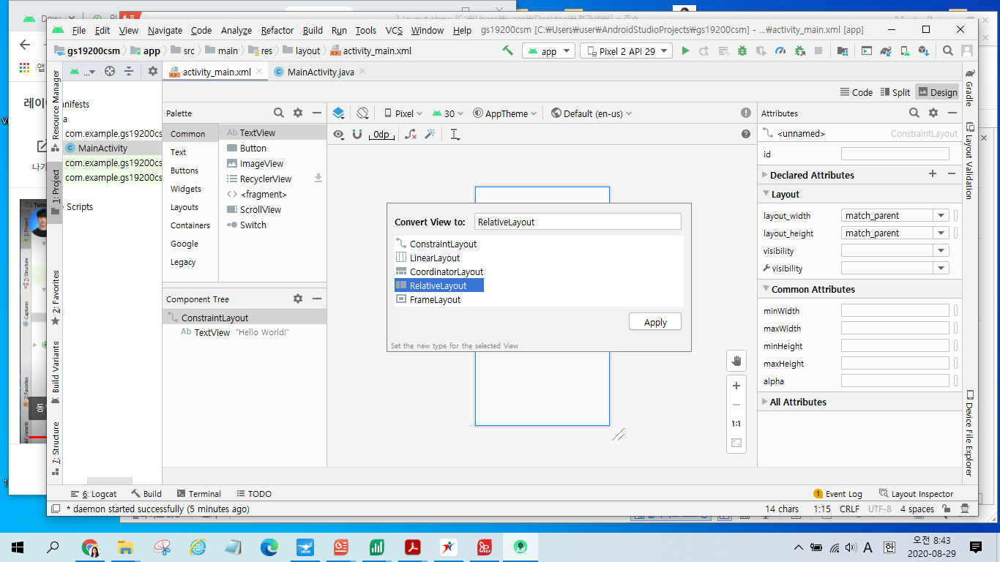 File Edit View Navigate Code Analyze Refactor Build Run Tools VCS Window Help gs19200csm [C:₩Users₩user₩AndroidStudioProjects₩gs19200csm] - ...₩activity_main.xml [app]
gs19200csm app src main res layout activity_main.xml app Pixel 2 API 29
activity_main.xml MainActivity.java
Code Split Design
Resource Manager
1: Project
2: Favorites
Build Variants
7: Structure
anifests
a
com.example.gs19200cs
MainActivity
com.example.gs19200cs
com.example.gs19200cs
Scripts
Palette
Common
Text
Buttons
Widgets
Layouts
Containers
Google
Legacy
Ab TextView
Button
ImageView
RecyclerView
<fragment>
ScrollView
Switch
Component Tree
ConstraintLayout
Ab TextView "Hello World!"
Pixel 30 AppTheme Default (en-us)
0dp
Convert View to: RelativeLayout
ConstraintLayout
LinearLayout
CoordinatorLayout
RelativeLayout
FrameLayout
Apply
Set the new type for the selected View
1:1
Attributes
<unnamed> ConstraintLayout
id
Declared Attributes
Layout
layout_width match_parent
layout_height match_parent
visibility
visibility
Common Attributes
minWidth
maxWidth
minHeight
maxHeight
alpha
All Attributes
Gradle
Layout Validation
Device File Explorer
6: Logcat Build Terminal TODO 1 Event Log Layout Inspector
* daemon started successfully (5 minutes ago) 14 chars 1:15 CRLF UTF-8 4 spaces
A 한 오전 8:43
2020-08-29